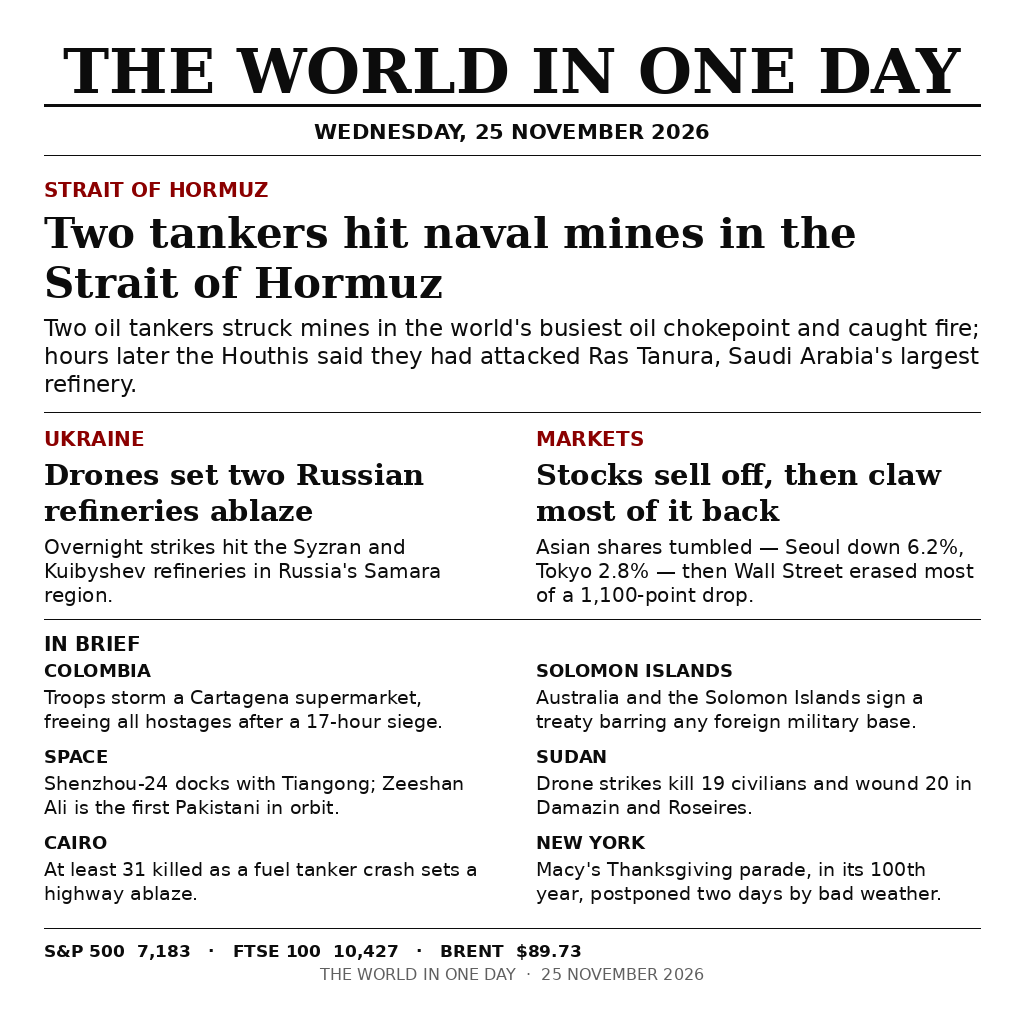 THE WORLD IN ONE DAY
WEDNESDAY, 25 NOVEMBER 2026
STRAIT OF HORMUZ
Two tankers hit naval mines in the
Strait of Hormuz
Two oil tankers struck mines in the world's busiest oil chokepoint and caught fire;
hours later the Houthis said they had attacked Ras Tanura, Saudi Arabia's largest
refinery.
UKRAINE
Drones set two Russian
refineries ablaze
Overnight strikes hit the Syzran and
Kuibyshev refineries in Russia's Samara
region.
MARKETS
Stocks sell off, then claw
most of it back
Asian shares tumbled — Seoul down 6.2%,
Tokyo 2.8% — then Wall Street erased most
of a 1,100-point drop.
IN BRIEF
COLOMBIA
Troops storm a Cartagena supermarket,
freeing all hostages after a 17-hour siege.
SPACE
Shenzhou-24 docks with Tiangong; Zeeshan
Ali is the first Pakistani in orbit.
CAIRO
At least 31 killed as a fuel tanker crash sets a
highway ablaze.
SOLOMON ISLANDS
Australia and the Solomon Islands sign a
treaty barring any foreign military base.
SUDAN
Drone strikes kill 19 civilians and wound 20 in
Damazin and Roseires.
NEW YORK
Macy's Thanksgiving parade, in its 100th
year, postponed two days by bad weather.
S&P 500 7,183 · FTSE 100 10,427 · BRENT $89.73
THE WORLD IN ONE DAY · 25 NOVEMBER 2026